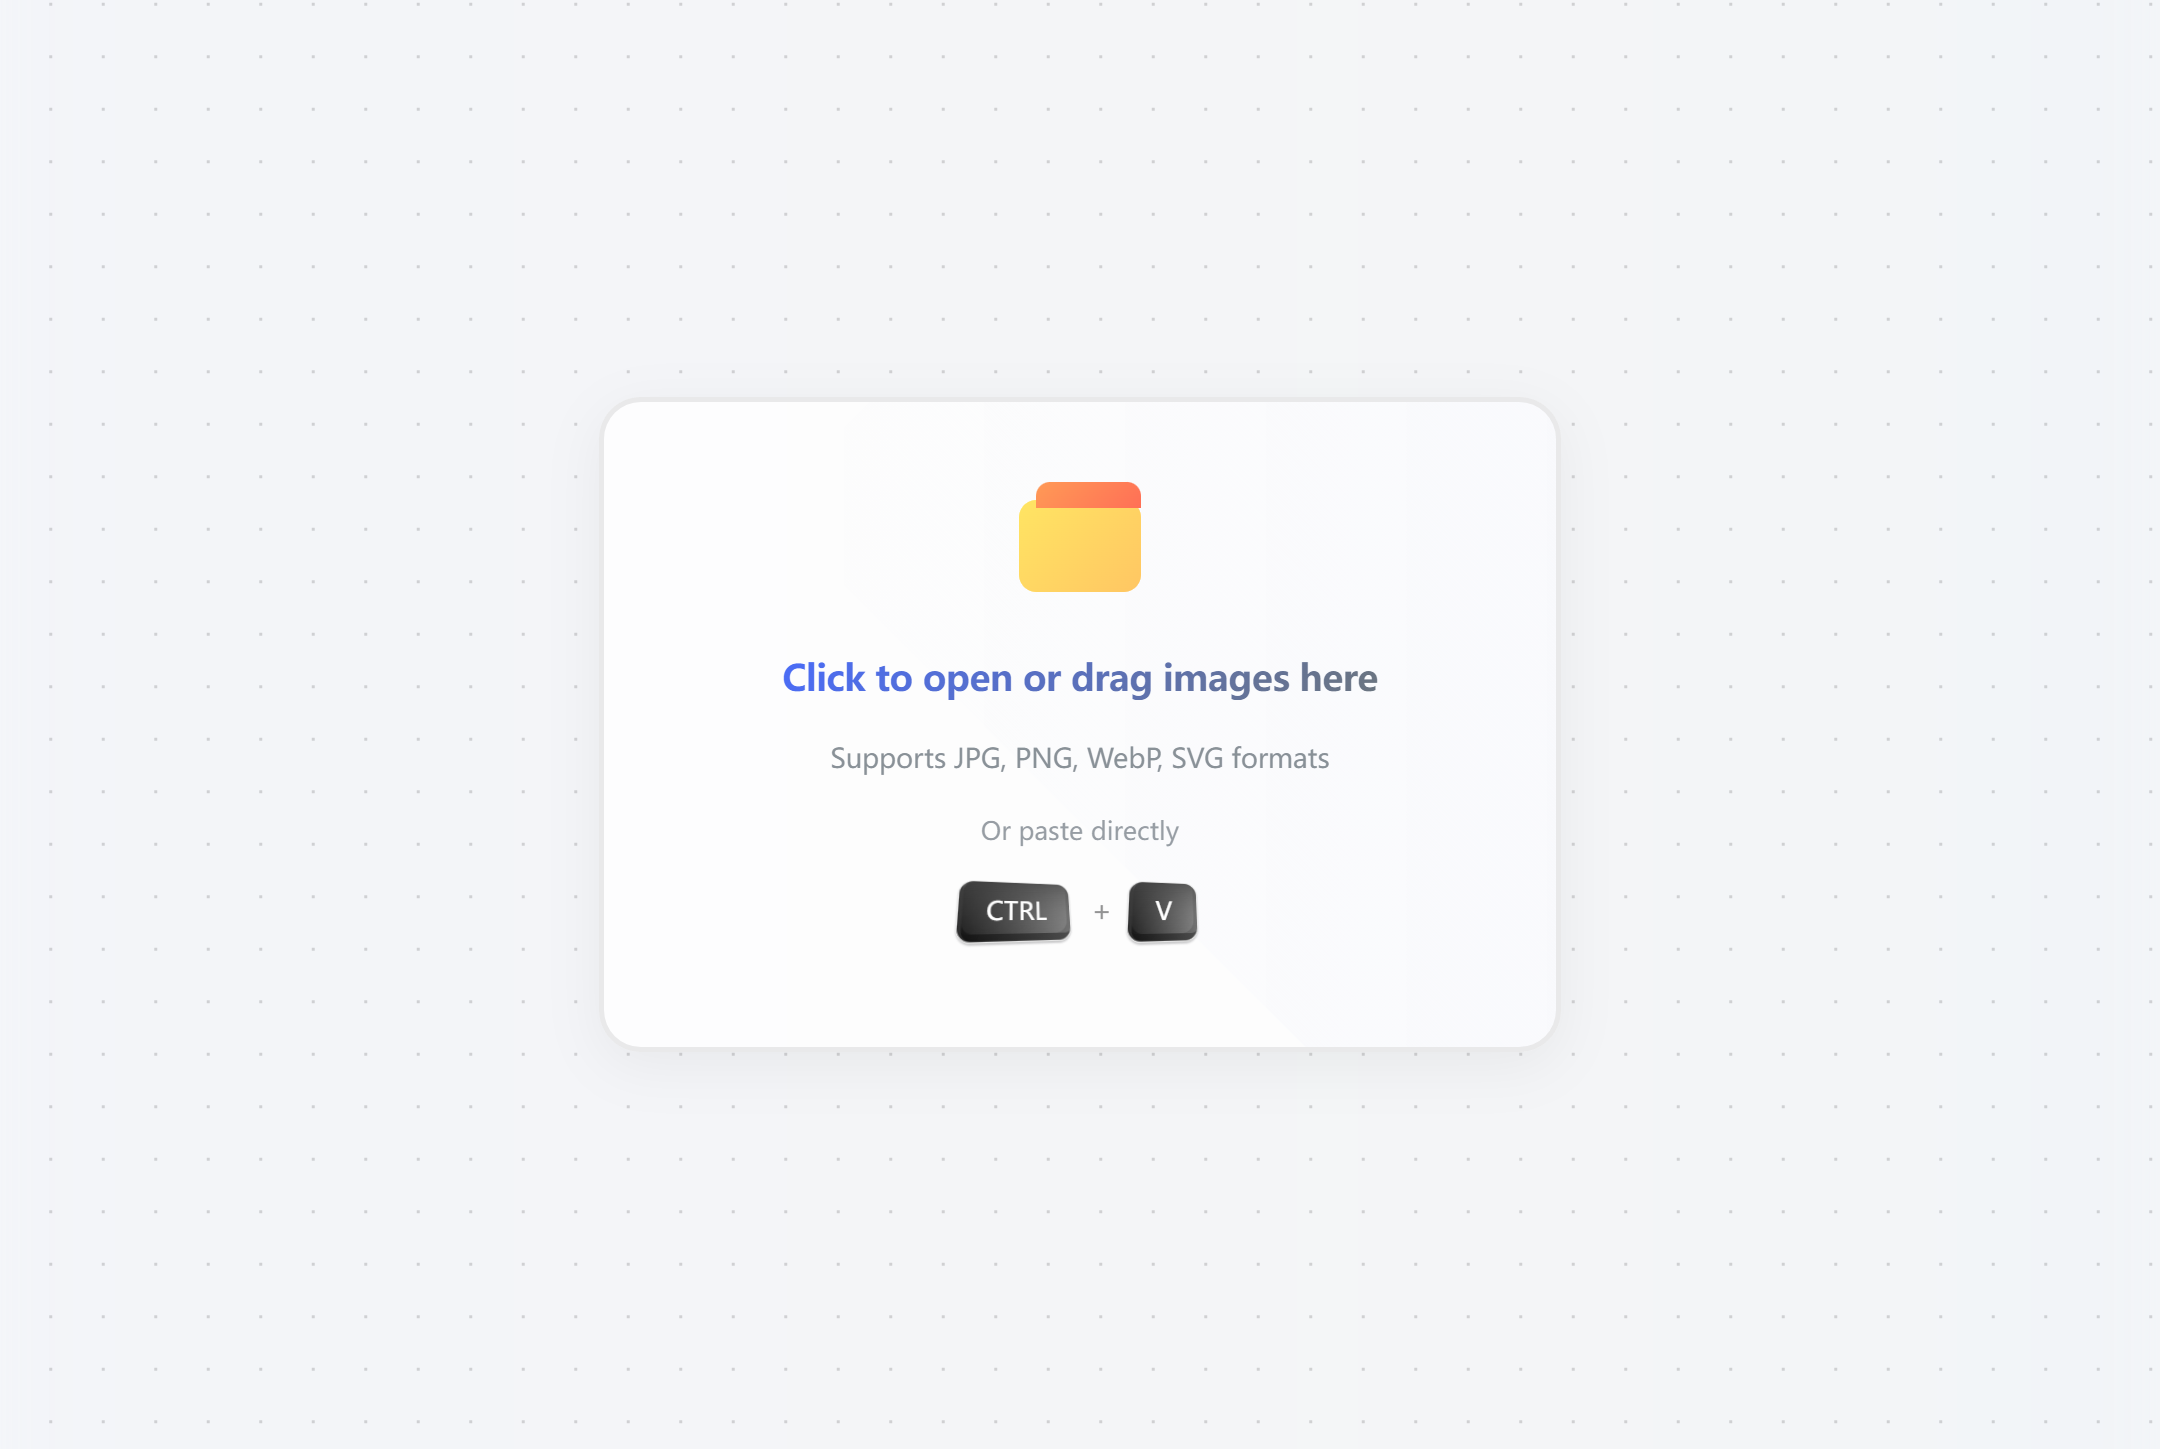 Click to open or drag images here
Supports JPG, PNG, WebP, SVG formats
Or paste directly
CTRL + V